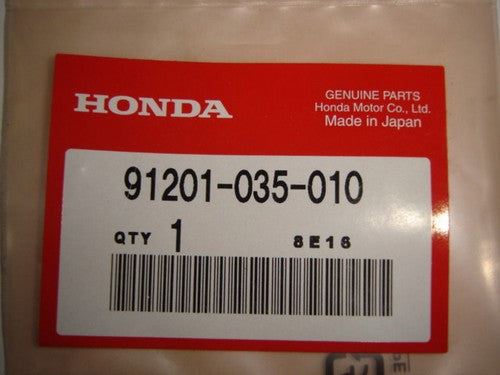 HONDA
GENUINE PARTS
Honda Motor Co., Ltd.
Made in Japan
91201-035-010
QTY 1 8E16